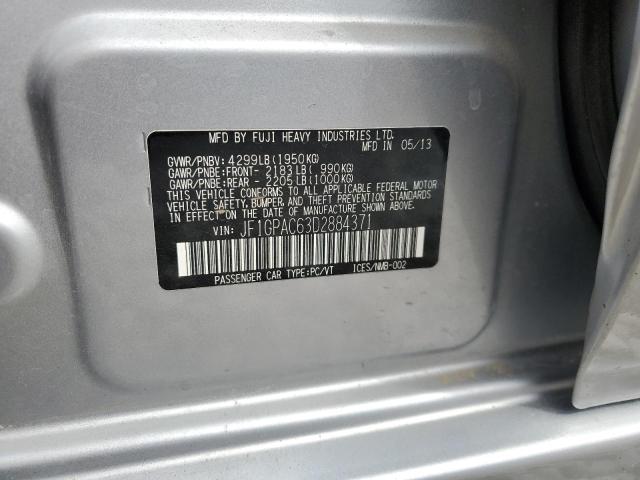 MFD BY FUJI HEAVY INDUSTRIES LTD.
MFD IN 05/13
GVWR/PNBV: 4299LB(1950KG)
GAWR/PNBE:FRONT- 2183LB( 990KG)
GAWR/PNBE:REAR - 2205LB(1000KG)
THIS VEHICLE CONFORMS TO ALL APPLICABLE FEDERAL MOTOR
VEHICLE SAFETY, BUMPER, AND THEFT PREVENTION STANDARDS
IN EFFECT ON THE DATE OF MANUFACTURE SHOWN ABOVE.
VIN: JF1GPAC63D2884371
PASSENGER CAR TYPE:PC/VT ICES/NMB-002